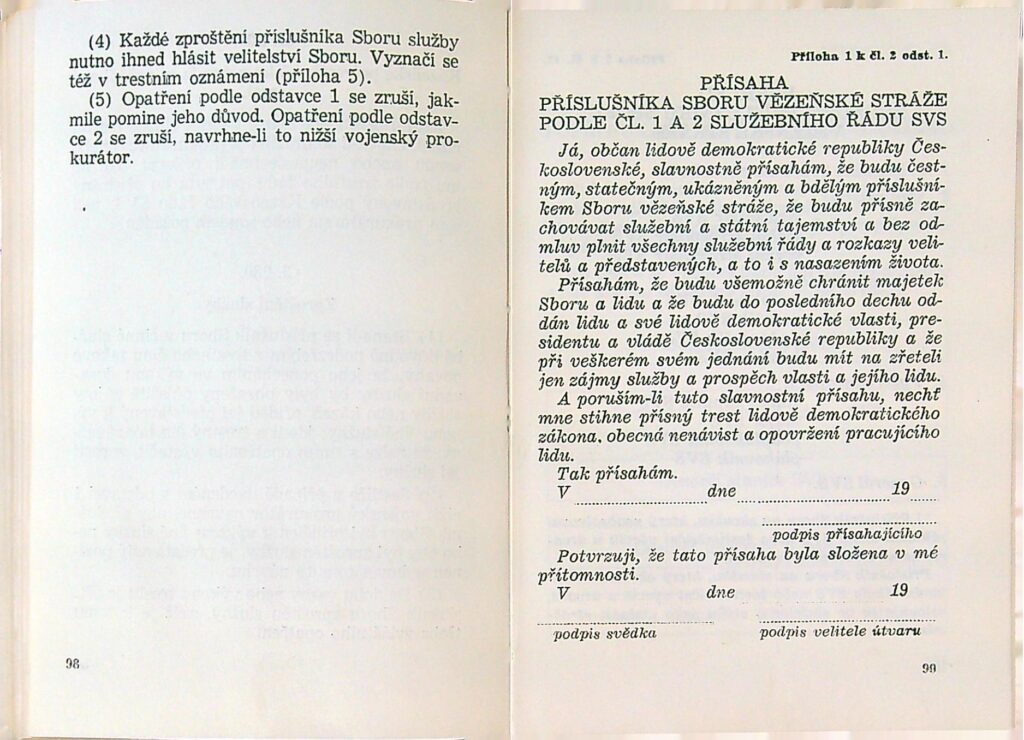 (4) Každé zproštění příslušníka Sboru služby
nutno ihned hlásit velitelství Sboru. Vyznačí se
též v trestním oznámení (příloha 5).
(5) Opatření podle odstavce 1 se zruší, jak-
mile pomine jeho důvod. Opatření podle odstav-
ce 2 se zruší, navrhne-li to nižší vojenský pro-
kurátor.
98
Příloha 1 k čl. 2 odst. 1.
PŘÍSAHA
PŘÍSLUŠNÍKA SBORU VĚZEŇSKÉ STRÁŽE
PODLE ČL. 1 A 2 SLUŽEBNÍHO ŘÁDU SVS
Já, občan lidově demokratické republiky Čes-
koslovenské, slavnostně přísahám, že budu čest-
ným, statečným, ukázněným a bdělým příslušní-
kem Sboru vězeňské stráže, že budu přísně za-
chovávat služební a státní tajemství a bez od-
mluv plnit všechny služební řády a rozkazy veli-
telů a představených, a to i s nasazením života.
Přísahám, že budu všemožně chránit majetek
Sboru a lidu a že budu do posledního dechu od-
dán lidu a své lidově demokratické vlasti, pre-
sidentu a vládě Československé republiky a že
při veškerém svém jednání budu mít na zřeteli
jen zájmy služby a prospěch vlasti a jejího lidu.
A poruším-li tuto slavnostní přísahu, nechť
mne stihne přísný trest lidově demokratického
zákona, obecná nenávist a opovržení pracujícího
lidu.
Tak přísahám.
V dne 19
podpis přísahajícího
Potvrzuji, že tato přísaha byla složena v mé
přítomnosti.
V dne 19
podpis svědka podpis velitele útvaru
99